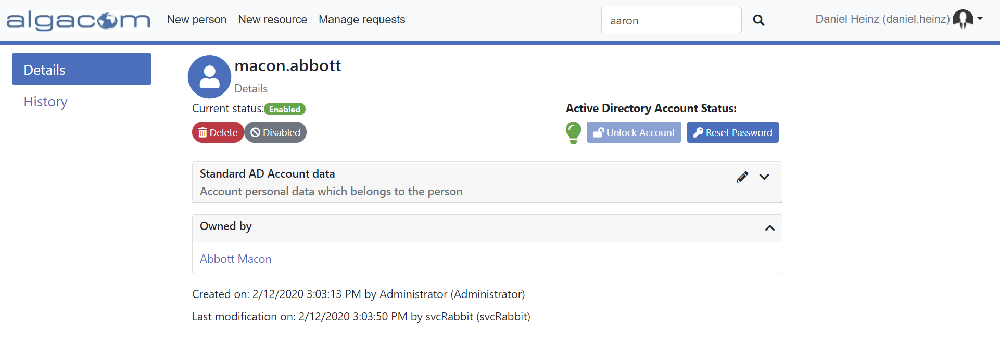 algacom New person New resource Manage requests aaron Daniel Heinz (daniel.heinz)
Details
History
macon.abbott
Details
Current status: Enabled
Delete Disabled
Active Directory Account Status:
Unlock Account Reset Password
Standard AD Account data
Account personal data which belongs to the person
Owned by
Abbott Macon
Created on: 2/12/2020 3:03:13 PM by Administrator (Administrator)
Last modification on: 2/12/2020 3:03:50 PM by svcRabbit (svcRabbit)